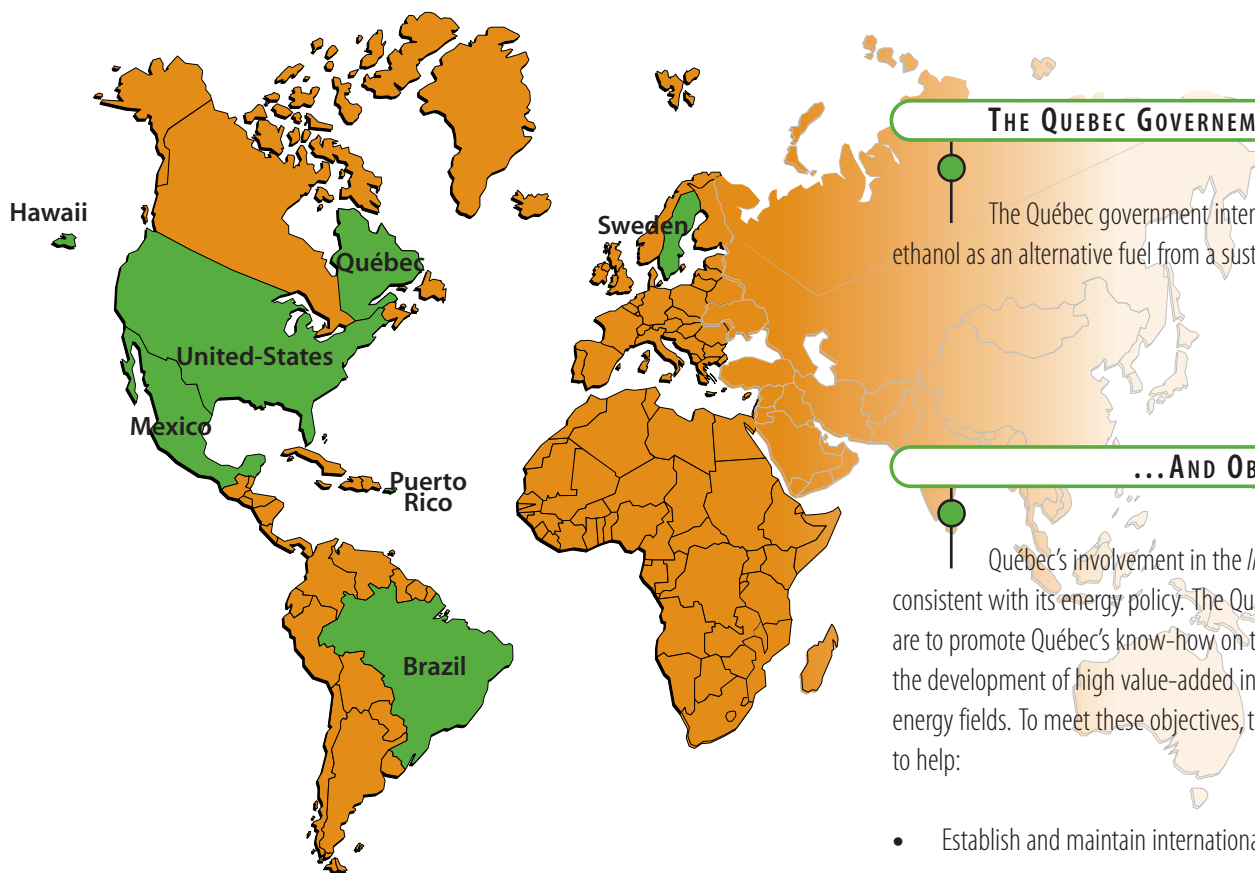 Hawaii
Québec
Sweden
United-States
Mexico
Puerto
Rico
Brazil
THE QUEBEC GOVERNEM
The Québec government inter
ethanol as an alternative fuel from a sust
...AND OB
Québec's involvement in the
consistent with its energy policy. The Qu
are to promote Québec's know-how on t
the development of high value-added in
energy fields. To meet these objectives, t
to help:
• Establish and maintain internationa